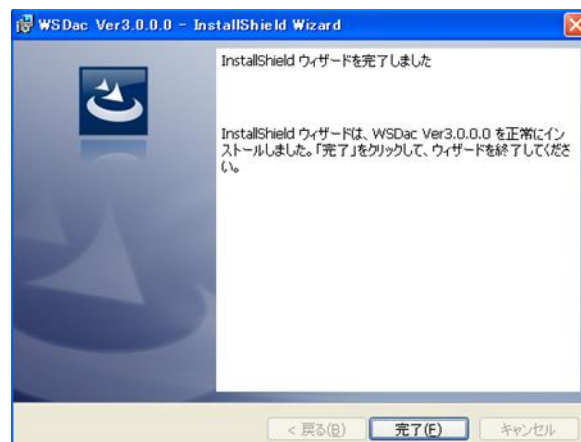 WSDac Ver3.0.0.0 - InstallShield Wizard
InstallShield ウィザードを完了しました
InstallShield ウィザードは、WSDac Ver3.0.0.0 を正常にイン
ストールしました。「完了」をクリックして、ウィザードを終了してくださ
い。
< 戻る(B) 完了(F) キャンセル